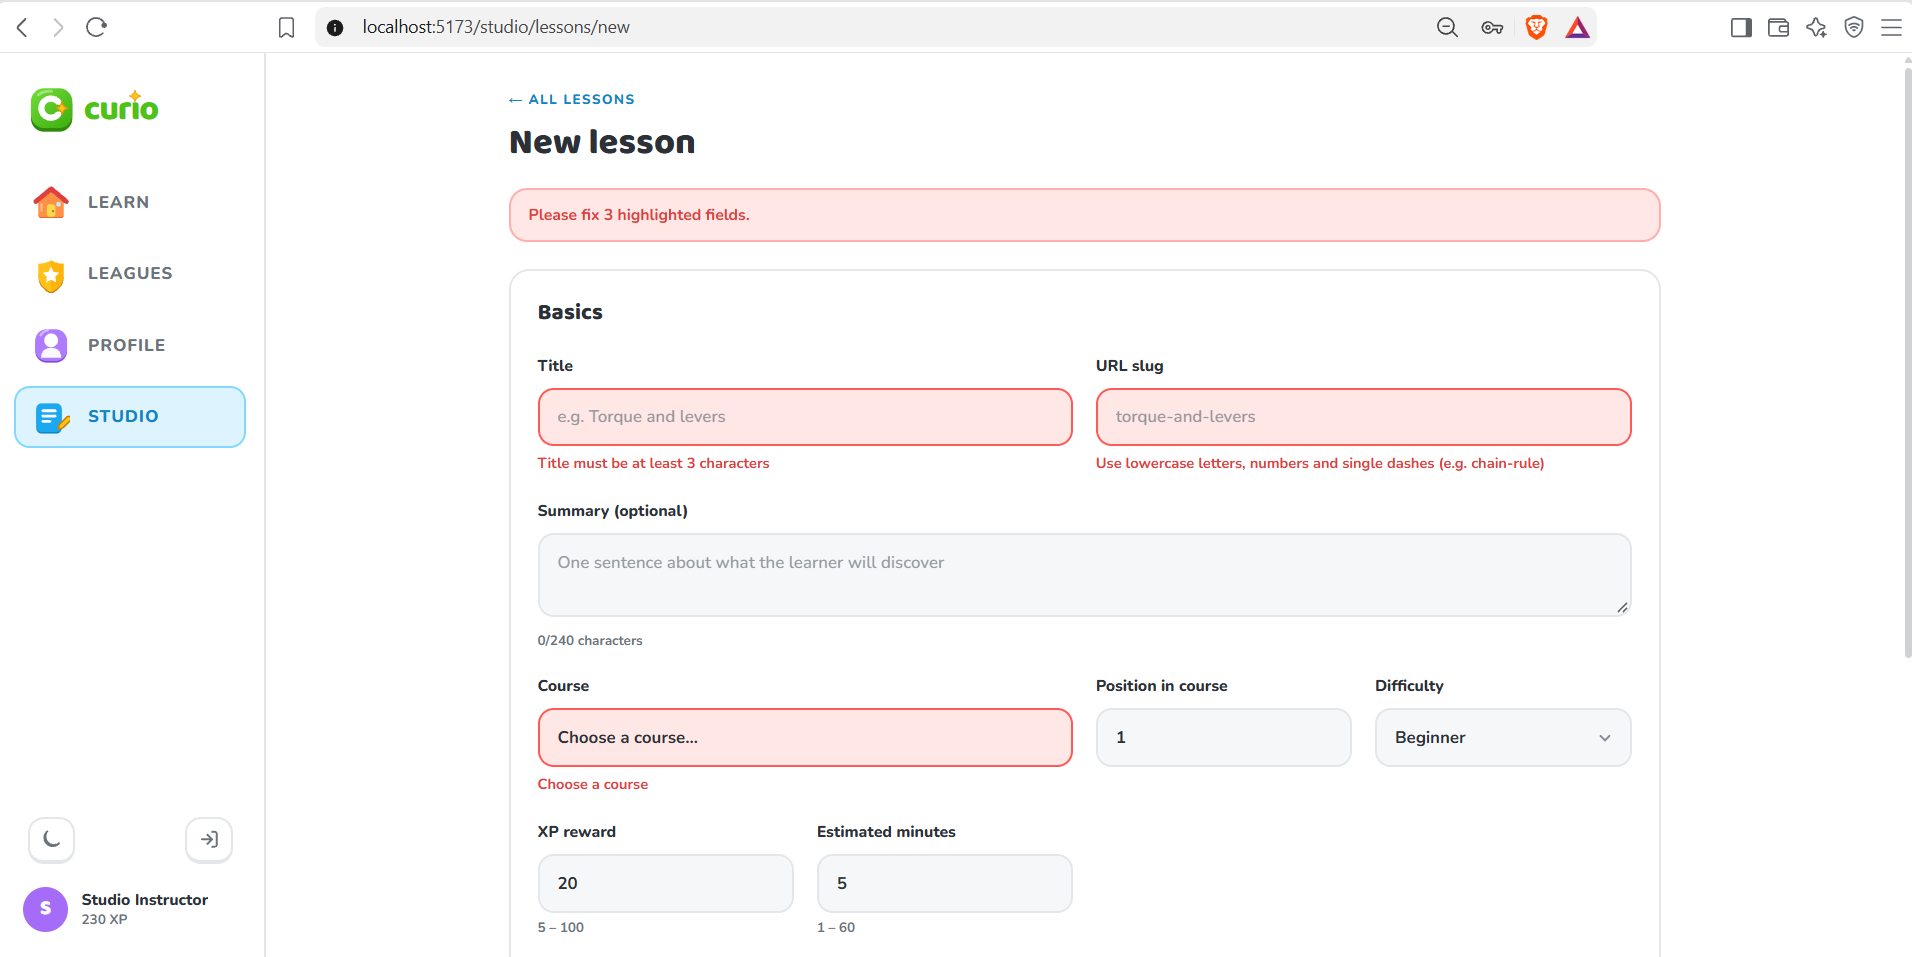 localhost:5173/studio/lessons/new
curio
LEARN
LEAGUES
PROFILE
STUDIO
S
Studio Instructor
230 XP
← ALL LESSONS
New lesson
Please fix 3 highlighted fields.
Basics
Title
e.g. Torque and levers
Title must be at least 3 characters
URL slug
torque-and-levers
Use lowercase letters, numbers and single dashes (e.g. chain-rule)
Summary (optional)
One sentence about what the learner will discover
0/240 characters
Course
Choose a course...
Choose a course
Position in course
1
Difficulty
Beginner
XP reward
20
5 – 100
Estimated minutes
5
1 – 60